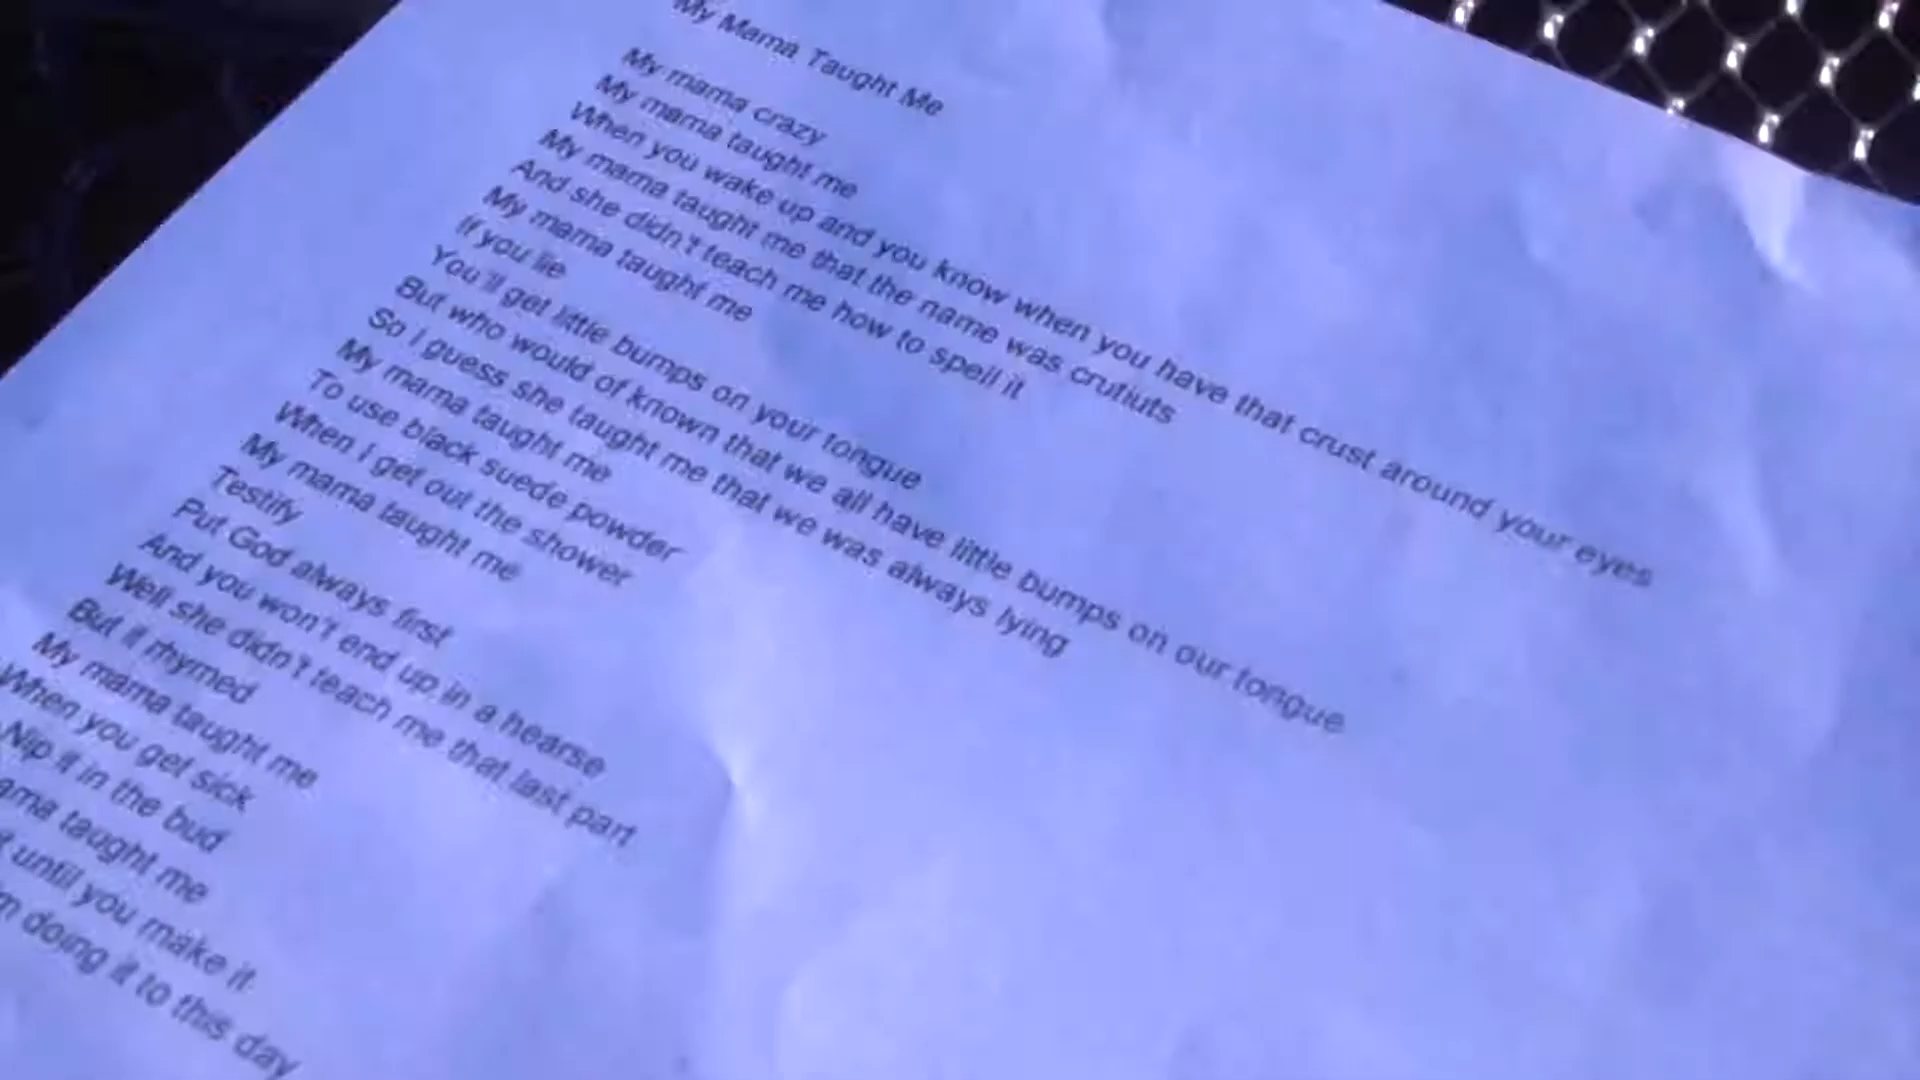 My Mama Taught Me
My mama crazy
My mama taught me
When you wake up and you know when you have that crust around your eyes
My mama taught me that the name was crutiuts
And she didn't teach me how to spell it
My mama taught me
If you lie
You'll get little bumps on your tongue
But who would of known that we all have little bumps on our tongue
So I guess she taught me that we was always lying
My mama taught me
To use black suede powder
When I get out the shower
My mama taught me
Testify
Put God always first
And you won't end up in a hearse
Well she didn't teach me that last part
But it rhymed
My mama taught me
When you get sick
Nip it in the bud
taught me
until you make it
doing it to this day